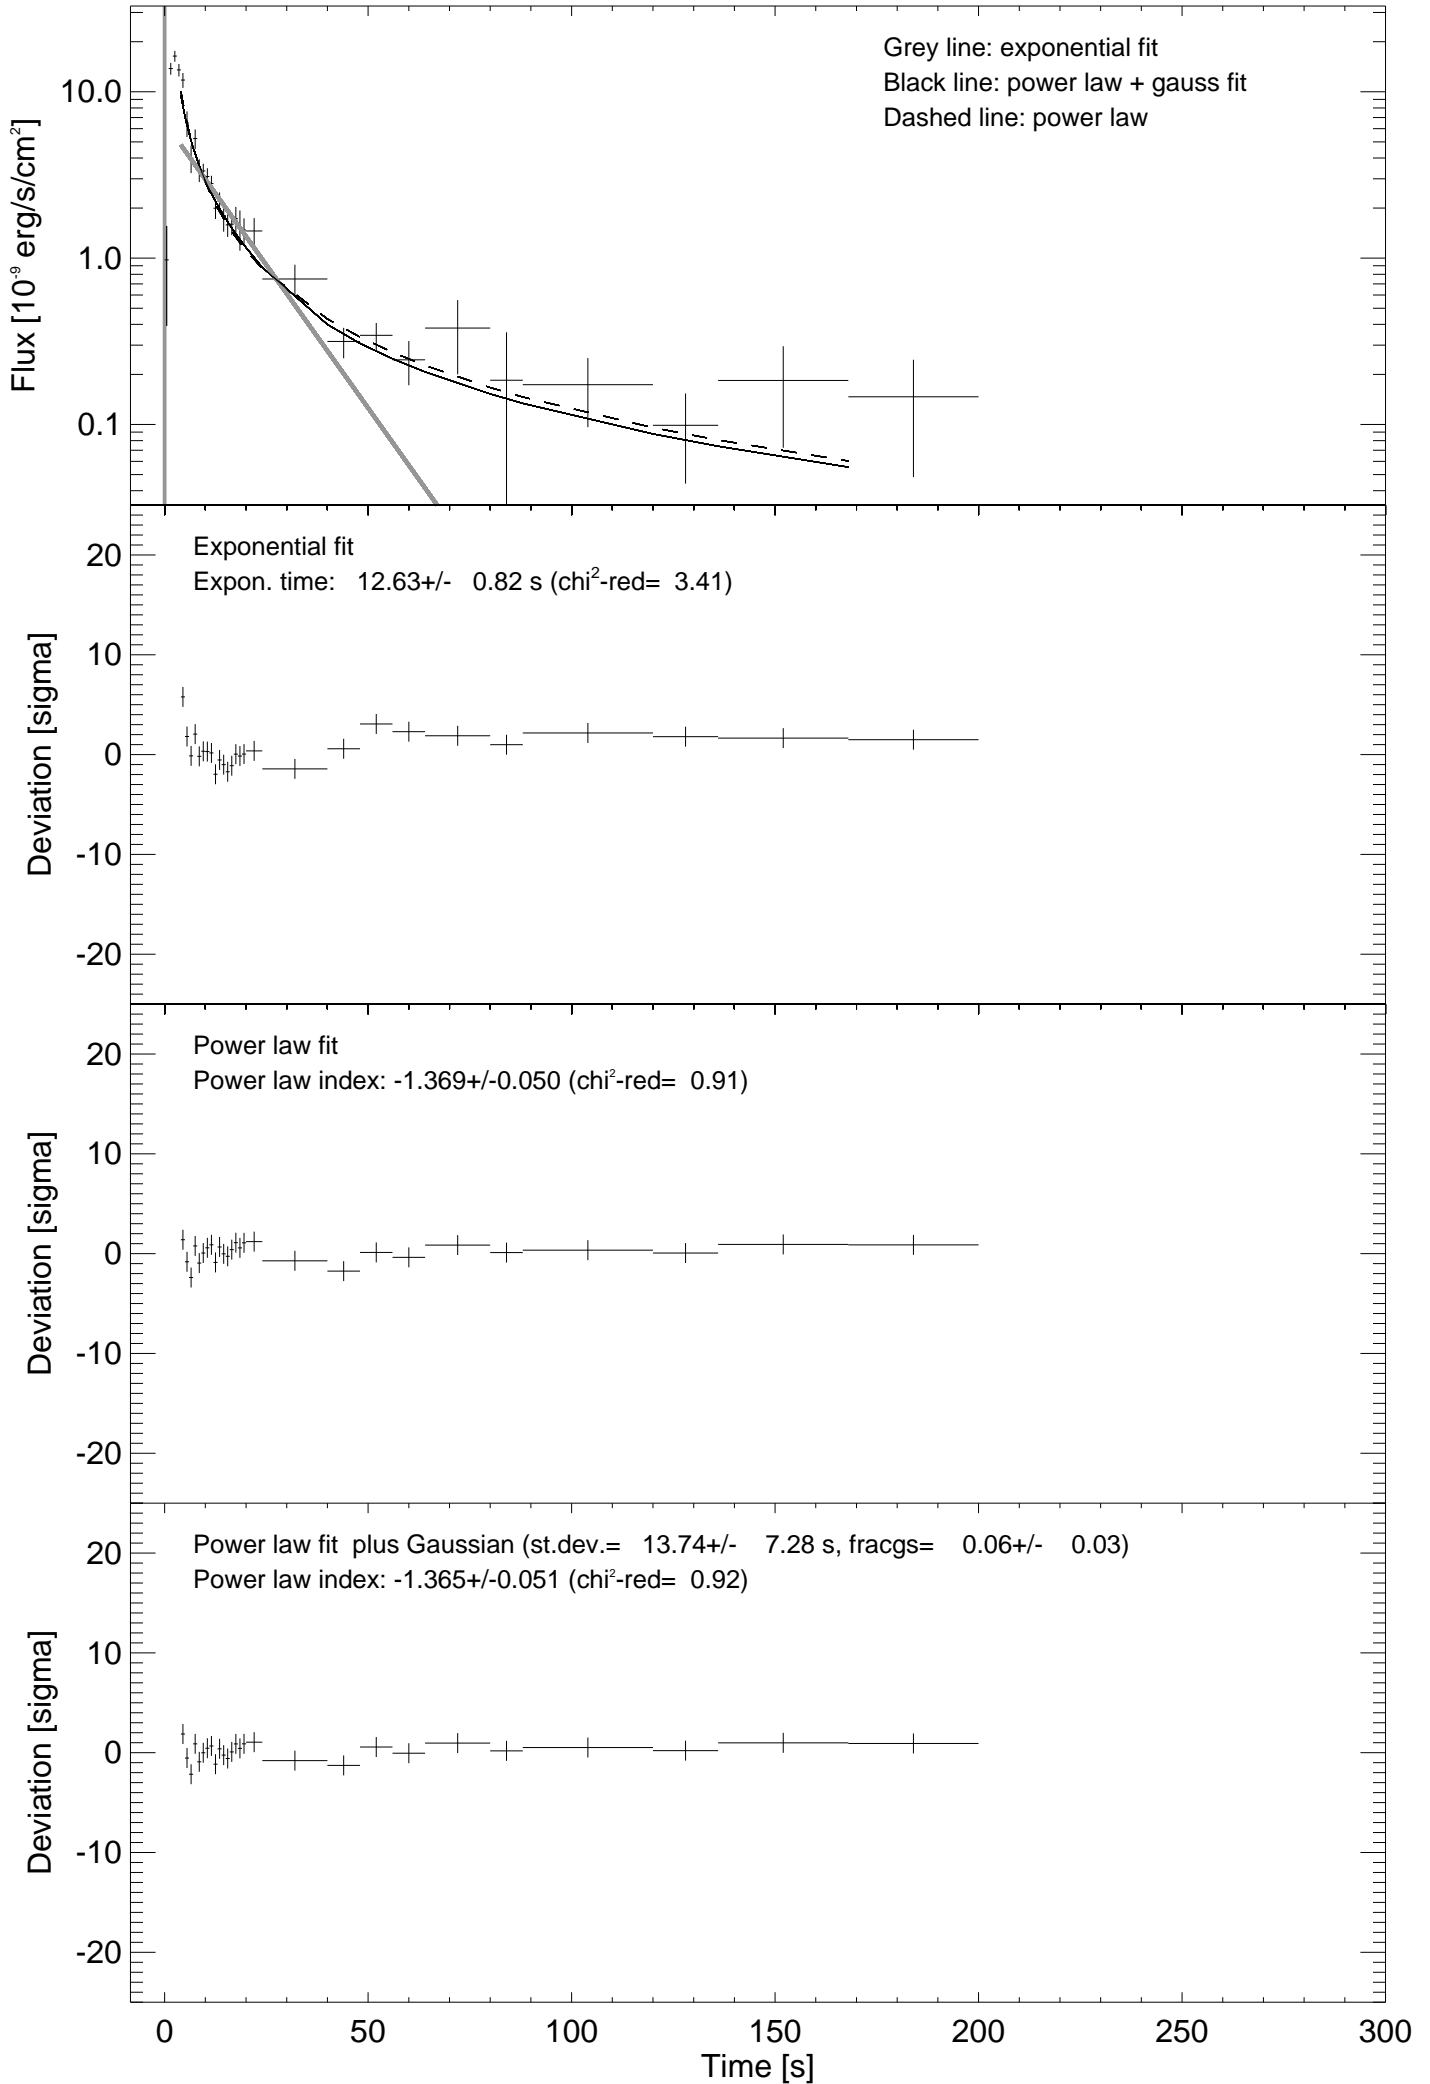 Grey line: exponential fit
Black line: power law + gauss fit
Dashed line: power law
10.0
1.0
0.1
Flux [10⁻⁹ erg/s/cm²]
Exponential fit
Expon. time: 12.63+/- 0.82 s (chi²-red= 3.41)
20
10
0
-10
-20
Deviation [sigma]
Power law fit
Power law index: -1.369+/-0.050 (chi²-red= 0.91)
20
10
0
-10
-20
Deviation [sigma]
Power law fit plus Gaussian (st.dev.= 13.74+/- 7.28 s, fracgs= 0.06+/- 0.03)
Power law index: -1.365+/-0.051 (chi²-red= 0.92)
20
10
0
-10
-20
Deviation [sigma]
0 50 100 150 200 250 300
Time [s]